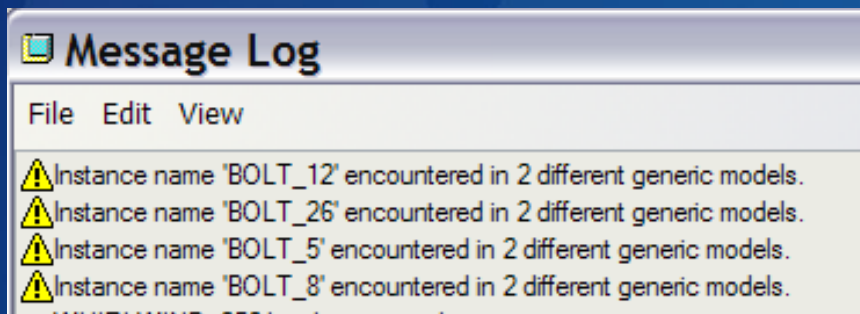 Message Log
File Edit View
Instance name 'BOLT_12' encountered in 2 different generic models.
Instance name 'BOLT_26' encountered in 2 different generic models.
Instance name 'BOLT_5' encountered in 2 different generic models.
Instance name 'BOLT_8' encountered in 2 different generic models.